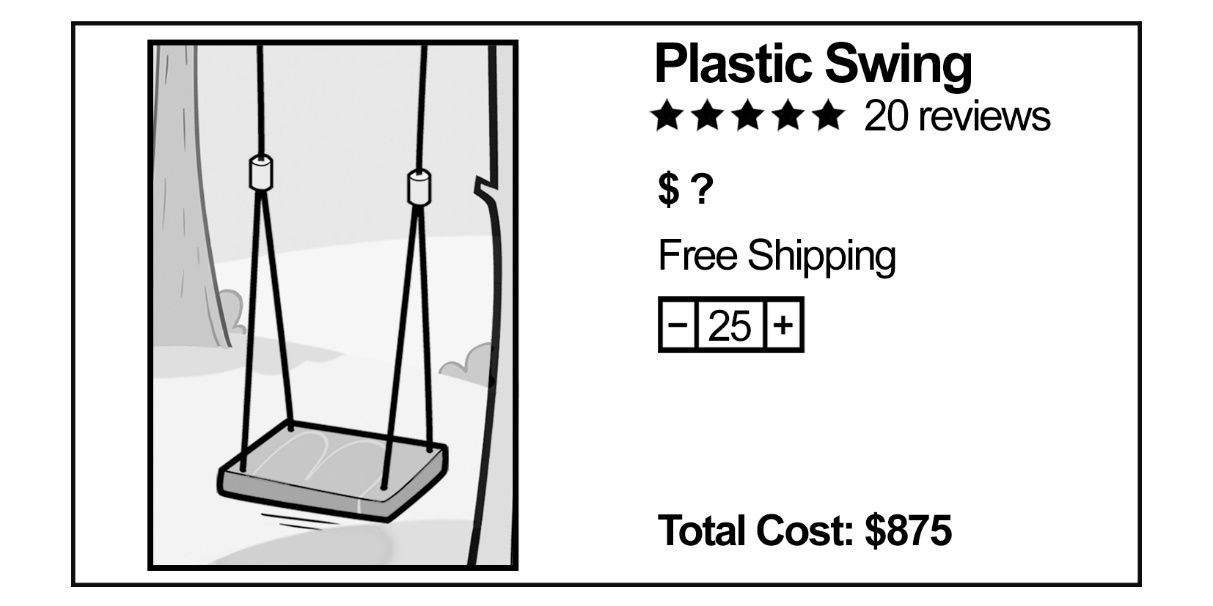 Plastic Swing
★★★★★ 20 reviews
$ ?
Free Shipping
− 25 +
Total Cost: $875